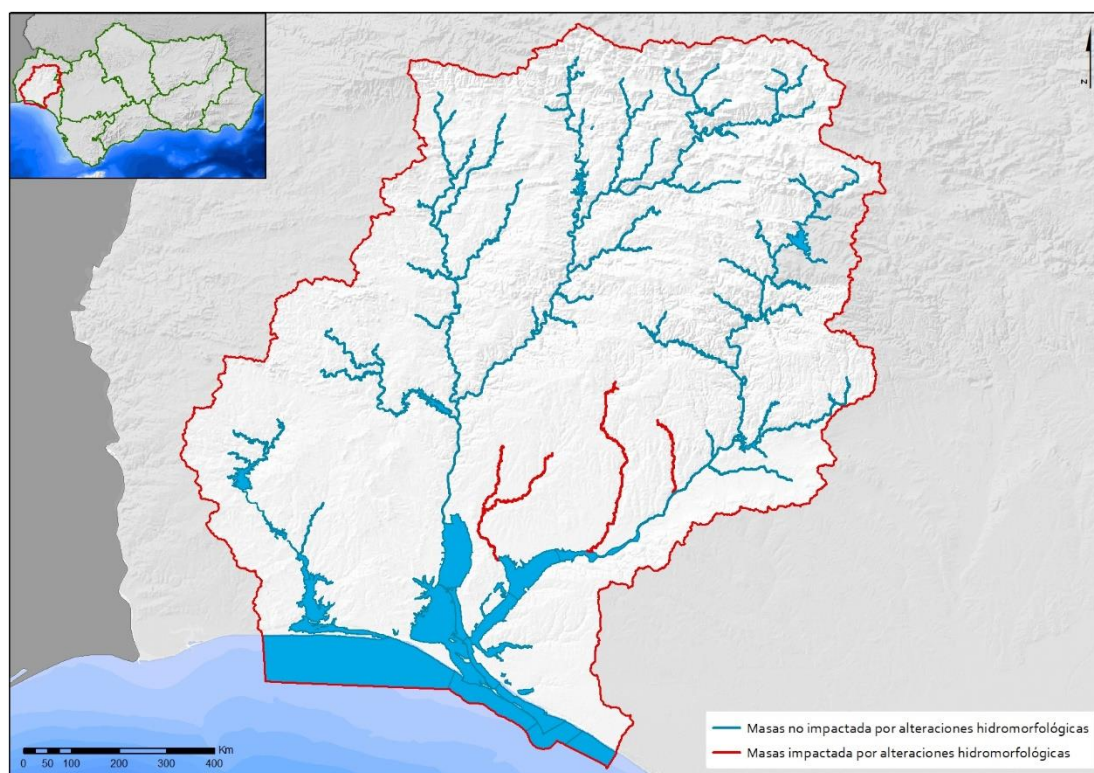 z
Masas no impactada por alteraciones hidromorfológicas
Masas impactada por alteraciones hidromorfológicas
Km
0 50 100 200 300 400